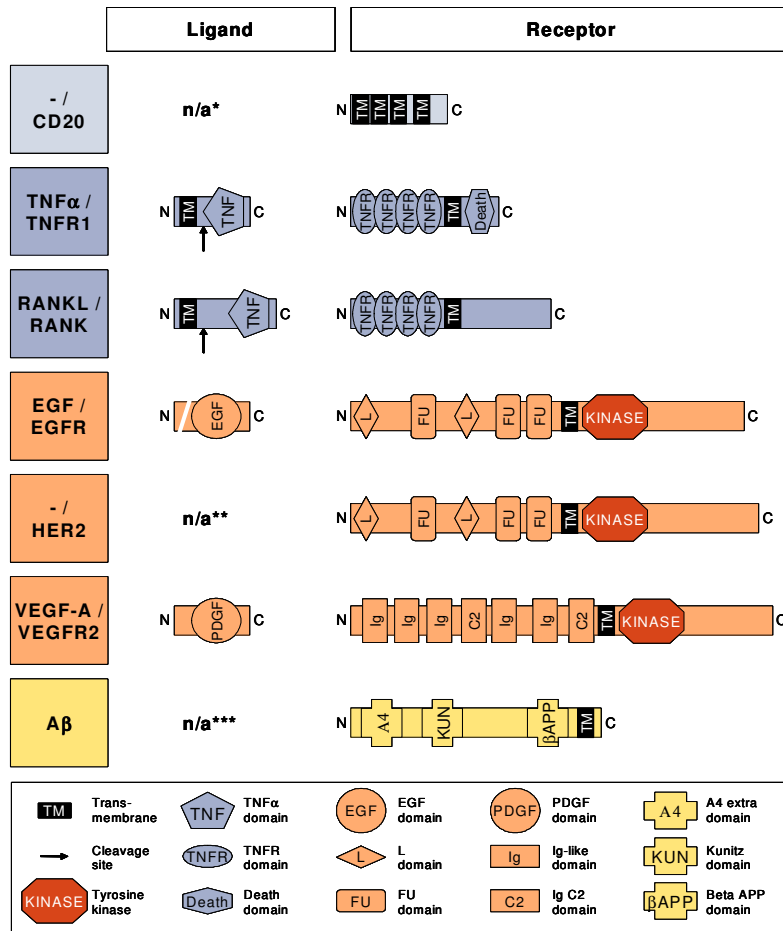 Ligand
Receptor
- /
CD20
n/a*
N
TM
TM
TM
TM
C
TNFα /
TNFR1
N
TM
TNF
C
N
TNFR
TNFR
TNFR
TNFR
TM
Death
C
RANKL /
RANK
N
TM
TNF
C
N
TNFR
TNFR
TNFR
TNFR
TM
C
EGF /
EGFR
N
EGF
C
N
L
FU
L
FU
FU
TM
KINASE
C
- /
HER2
n/a**
N
L
FU
L
FU
FU
TM
KINASE
C
VEGF-A /
VEGFR2
N
PDGF
C
N
Ig
Ig
Ig
C2
Ig
Ig
C2
TM
KINASE
C
Aβ
n/a***
N
A4
KUN
βAPP
TM
C
TM
Trans-
membrane
TNF
TNFα
domain
EGF
EGF
domain
PDGF
PDGF
domain
A4
A4 extra
domain
Cleavage
site
TNFR
TNFR
domain
L
L
domain
Ig
Ig-like
domain
KUN
Kunitz
domain
KINASE
Tyrosine
kinase
Death
Death
domain
FU
FU
domain
C2
Ig C2
domain
βAPP
Beta APP
domain